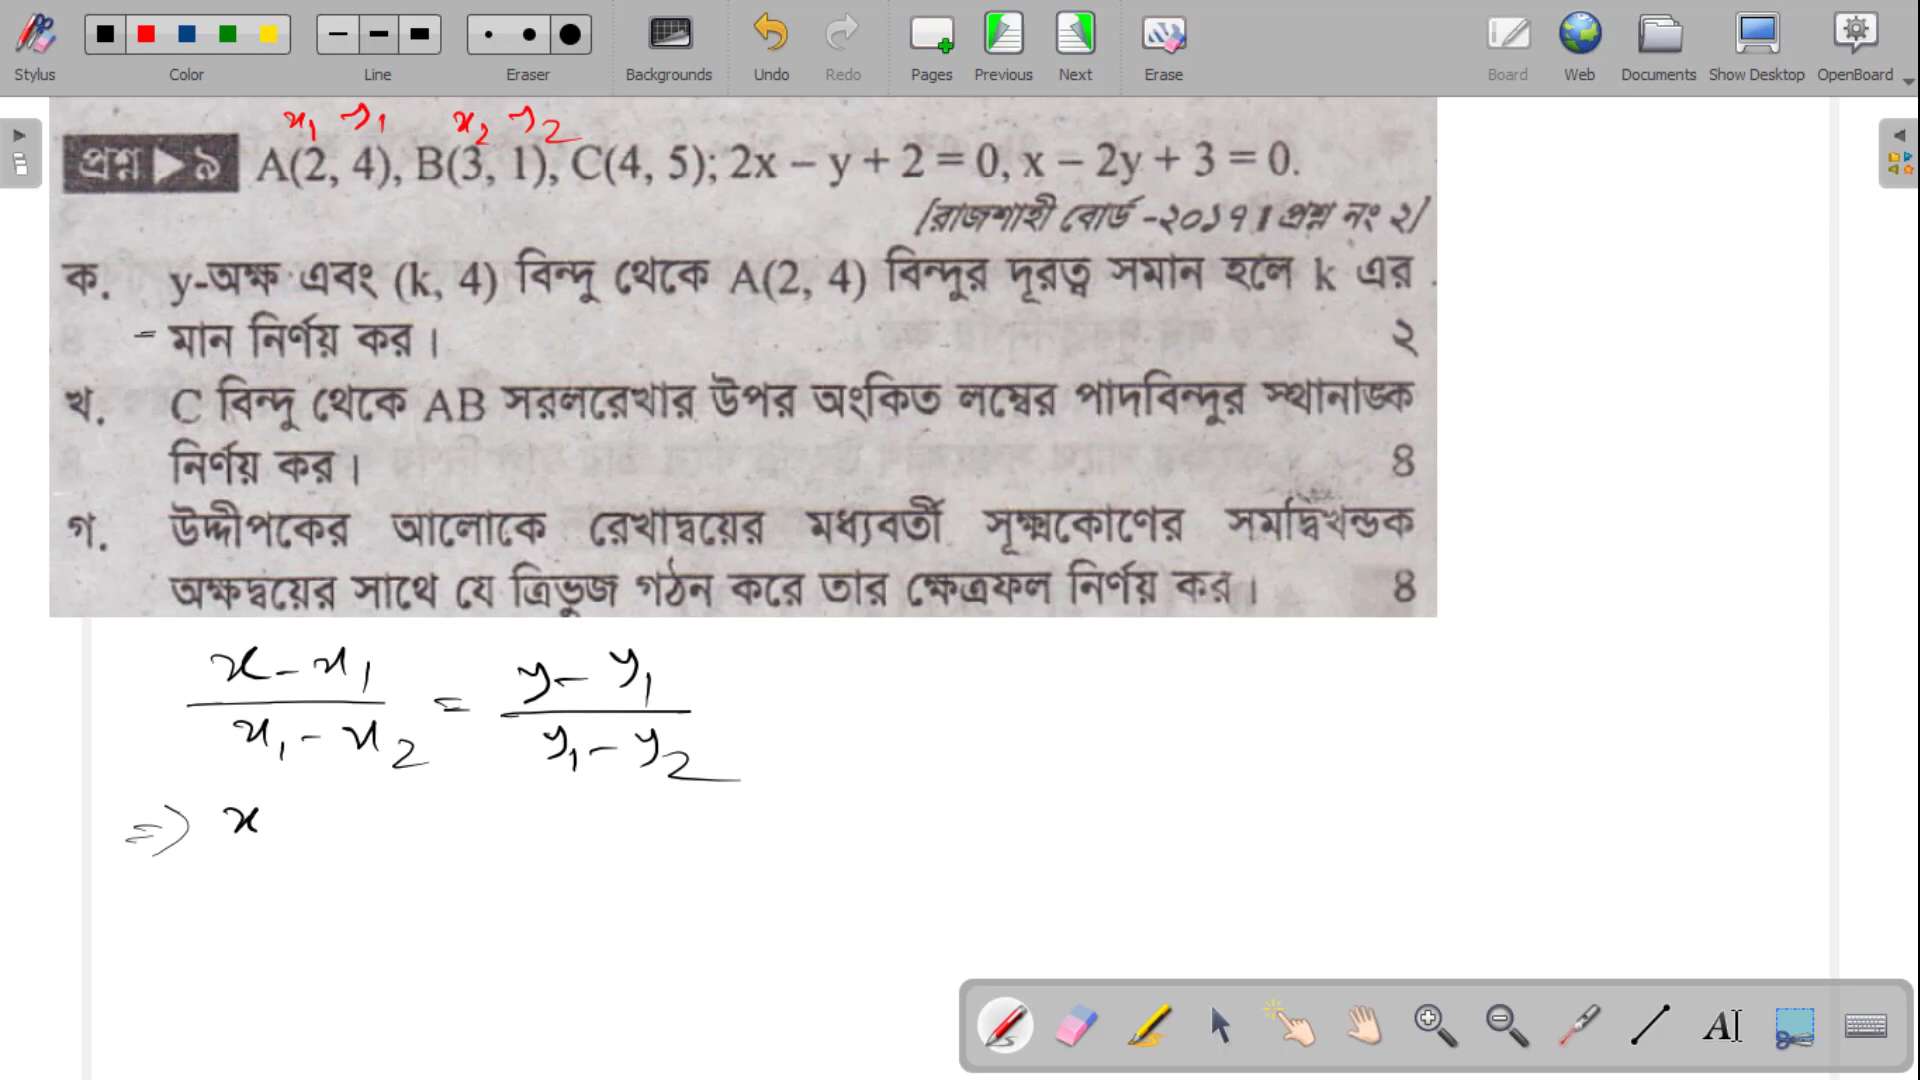 Stylus Color Line Eraser Backgrounds Undo Redo Pages Previous Next Erase Board Web Documents Show Desktop OpenBoard
x₁ y₁ x₂ y₂
প্রশ্ন ▶ ৯ A(2, 4), B(3, 1), C(4, 5); 2x – y + 2 = 0, x – 2y + 3 = 0.
[রাজশাহী বোর্ড -২০১৭। প্রশ্ন নং ২]
ক. y-অক্ষ এবং (k, 4) বিন্দু থেকে A(2, 4) বিন্দুর দূরত্ব সমান হলে k এর
মান নির্ণয় কর। ২
খ. C বিন্দু থেকে AB সরলরেখার উপর অংকিত লম্বের পাদবিন্দুর স্থানাঙ্ক
নির্ণয় কর। ৪
গ. উদ্দীপকের আলোকে রেখাদ্বয়ের মধ্যবর্তী সূক্ষ্মকোণের সমদ্বিখন্ডক
অক্ষদ্বয়ের সাথে যে ত্রিভুজ গঠন করে তার ক্ষেত্রফল নির্ণয় কর। ৪
x – x₁ / x₁ – x₂ = y – y₁ / y₁ – y₂
⇒ x
A